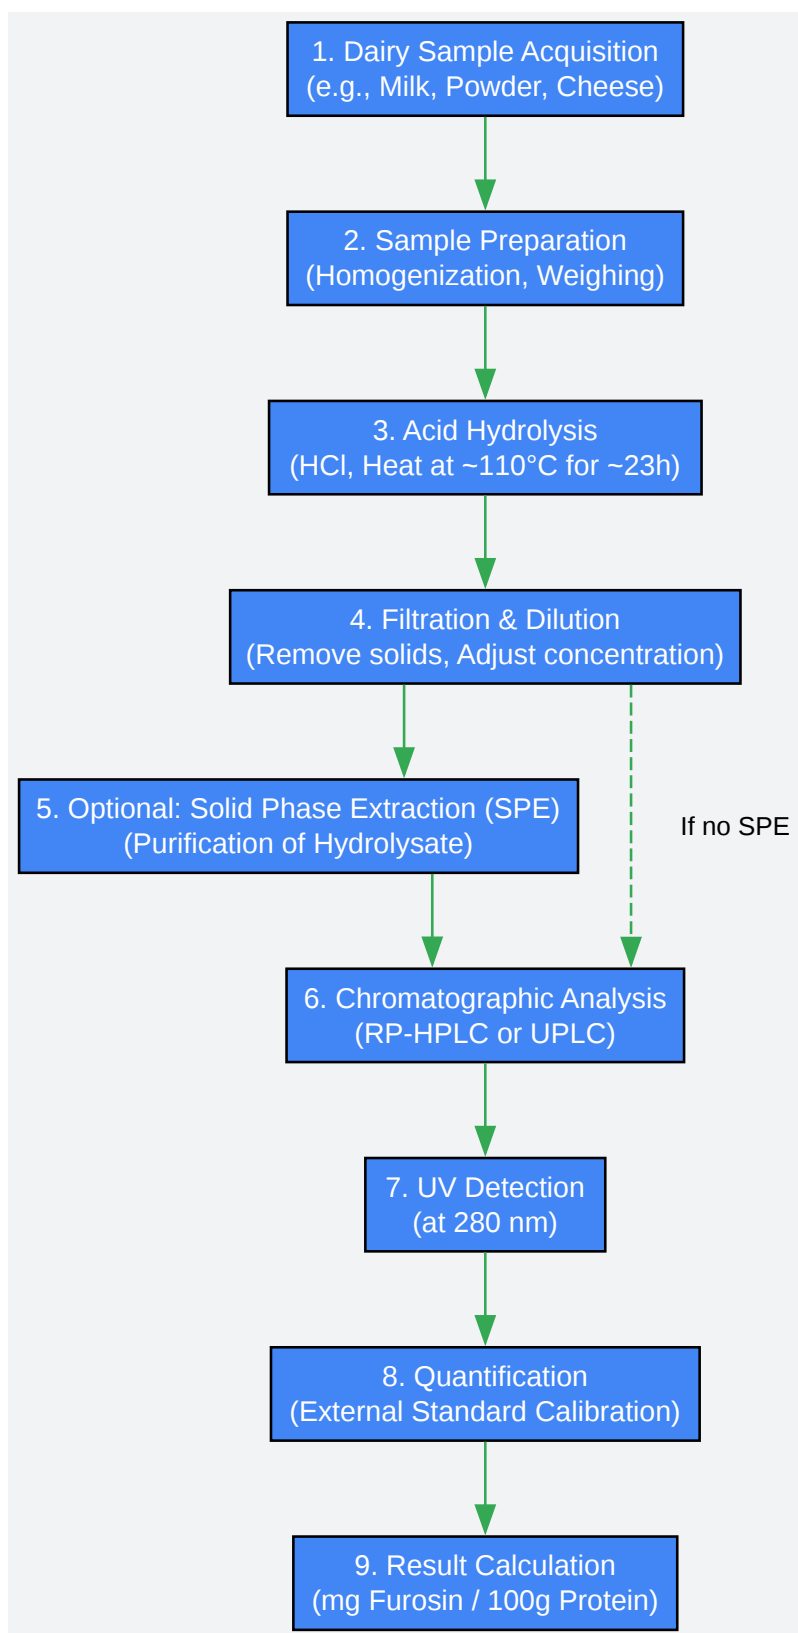 1. Dairy Sample Acquisition
(e.g., Milk, Powder, Cheese)
2. Sample Preparation
(Homogenization, Weighing)
3. Acid Hydrolysis
(HCl, Heat at ~110°C for ~23h)
4. Filtration & Dilution
(Remove solids, Adjust concentration)
5. Optional: Solid Phase Extraction (SPE)
(Purification of Hydrolysate)
If no SPE
6. Chromatographic Analysis
(RP-HPLC or UPLC)
7. UV Detection
(at 280 nm)
8. Quantification
(External Standard Calibration)
9. Result Calculation
(mg Furosin / 100g Protein)